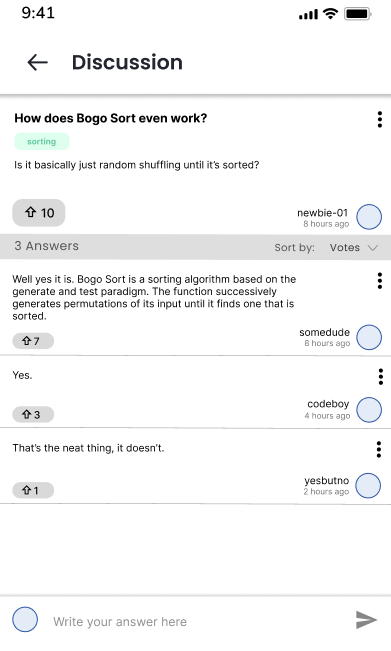 9:41
Discussion
How does Bogo Sort even work?
sorting
Is it basically just random shuffling until it's sorted?
10
newbie-01
8 hours ago
3 Answers
Sort by: Votes
Well yes it is. Bogo Sort is a sorting algorithm based on the
generate and test paradigm. The function successively
generates permutations of its input until it finds one that is
sorted.
7
somedude
8 hours ago
Yes.
3
codeboy
4 hours ago
That's the neat thing, it doesn't.
1
yesbutno
2 hours ago
Write your answer here